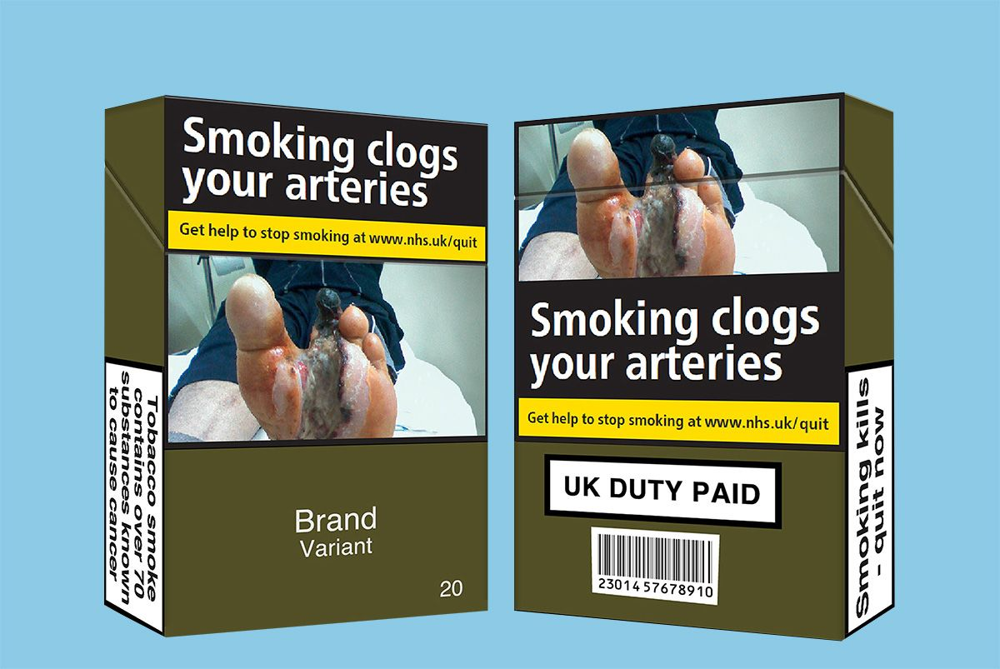 Smoking clogs
your arteries
Get help to stop smoking at www.nhs.uk/quit
Tobacco smoke
contains over 70
substances known
to cause cancer
Brand
Variant
20
Smoking clogs
your arteries
Get help to stop smoking at www.nhs.uk/quit
UK DUTY PAID
2301457678910
Smoking kills
- quit now